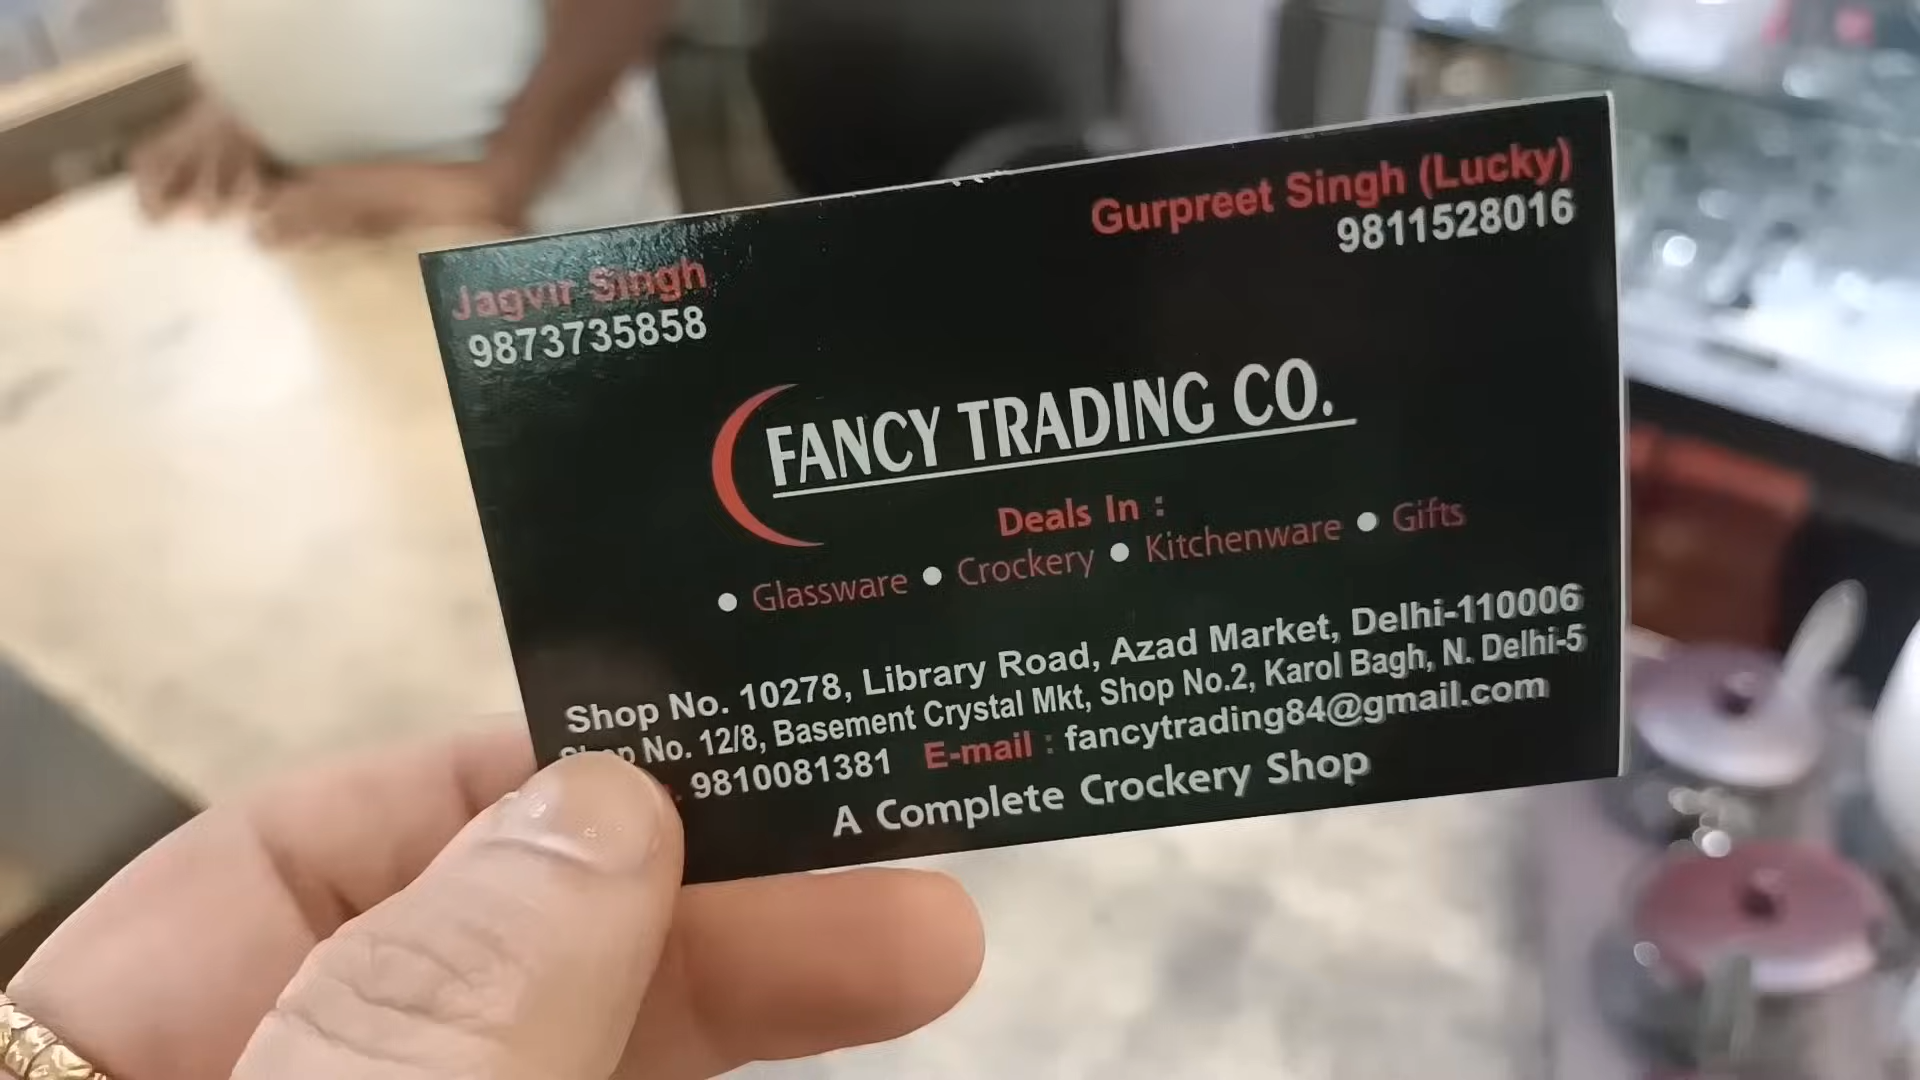 Gurpreet Singh (Lucky)
9811528016
Jagvir Singh
9873735858
FANCY TRADING CO.
Deals In :
• Glassware • Crockery • Kitchenware • Gifts
Shop No. 10278, Library Road, Azad Market, Delhi-110006
Shop No. 12/8, Basement Crystal Mkt, Shop No.2, Karol Bagh, N. Delhi-5
9810081381 E-mail : fancytrading84@gmail.com
A Complete Crockery Shop